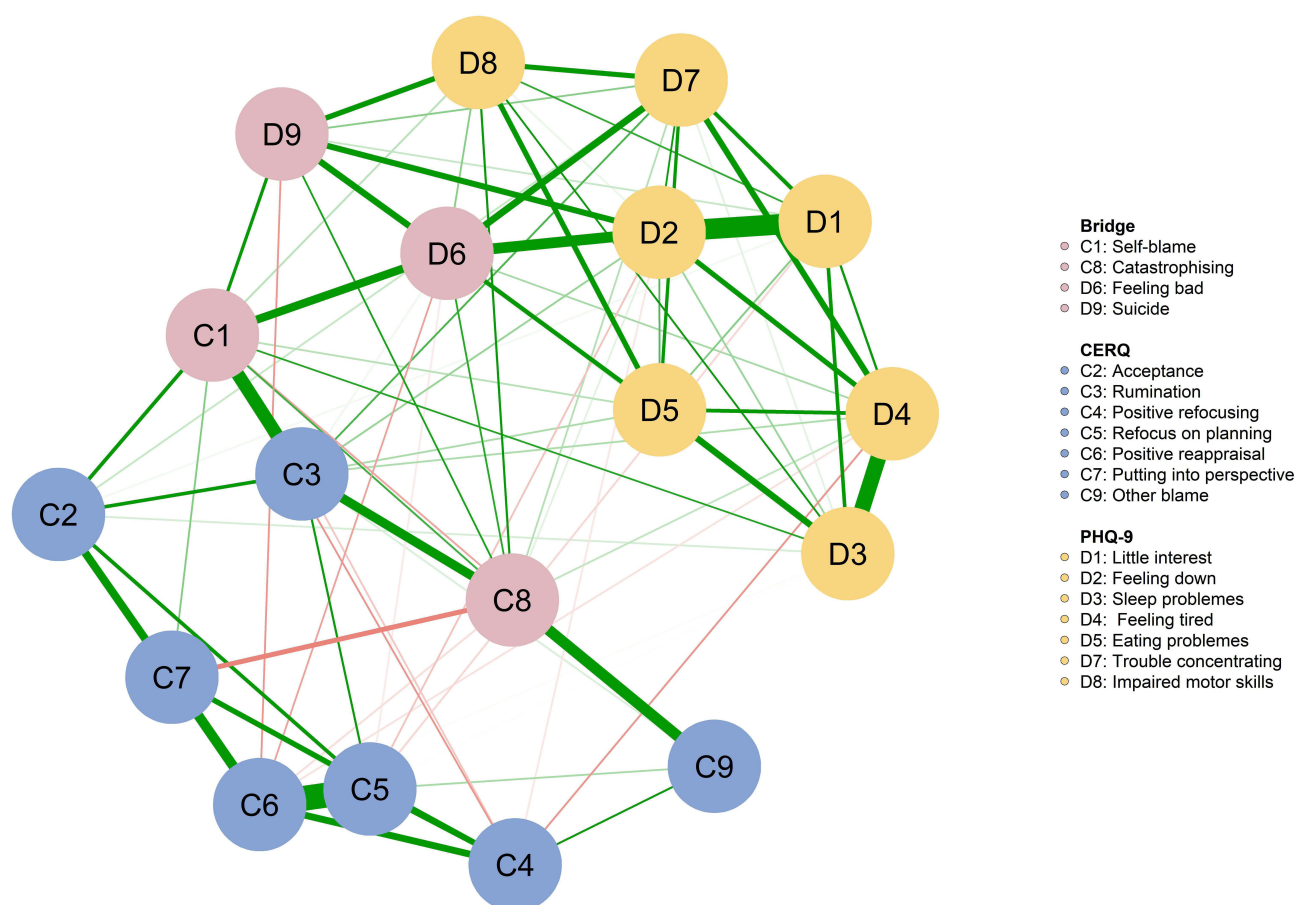 D8
D7
D9
D2
D1
D6
C1
D5
D4
C3
C2
D3
C8
C7
C9
C5
C6
C4
Bridge
C1: Self-blame
C8: Catastrophising
D6: Feeling bad
D9: Suicide
CERQ
C2: Acceptance
C3: Rumination
C4: Positive refocusing
C5: Refocus on planning
C6: Positive reappraisal
C7: Putting into perspective
C9: Other blame
PHQ-9
D1: Little interest
D2: Feeling down
D3: Sleep problemes
D4:  Feeling tired
D5: Eating problemes
D7: Trouble concentrating
D8: Impaired motor skills